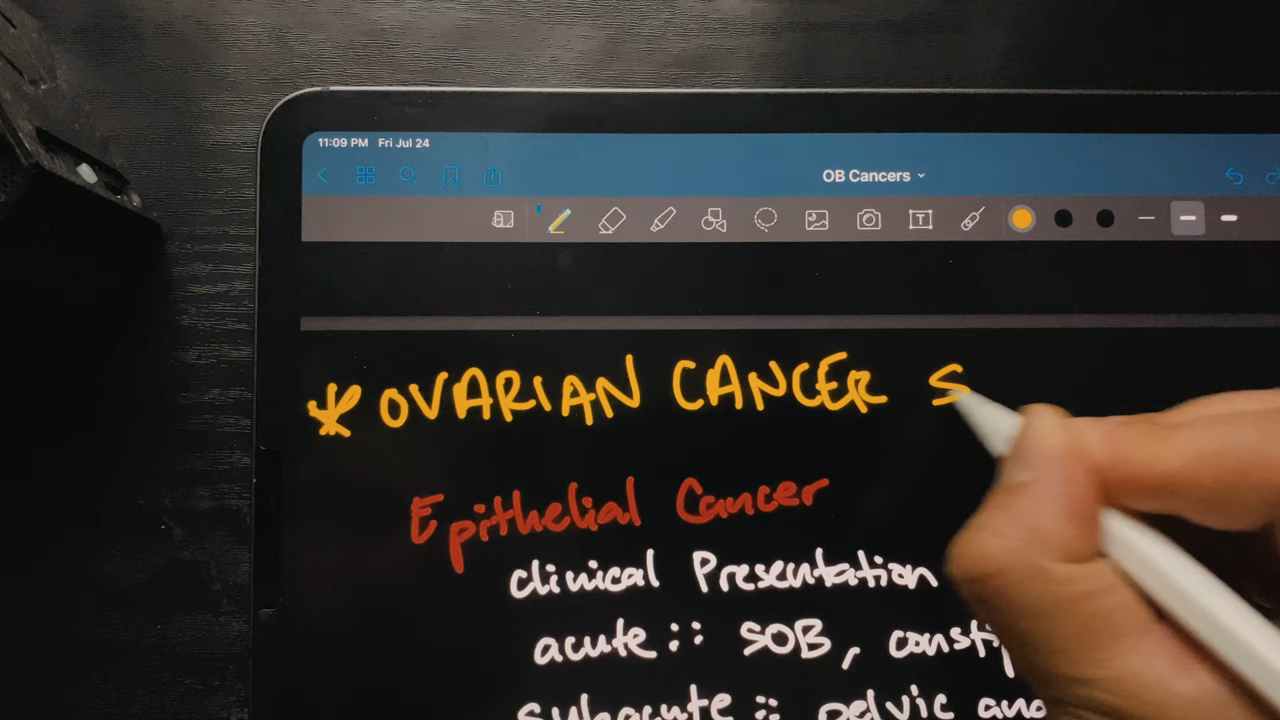 11:09 PM Fri Jul 24
OB Cancers
T
*OVARIAN CANCER S
Epithelial Cancer
clinical Presentation
acute:: SOB, consti
subacute :: pelvic and